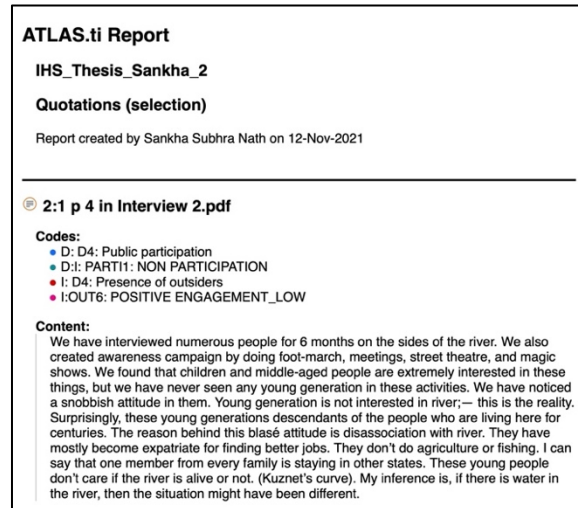 ATLAS.ti Report
IHS_Thesis_Sankha_2
Quotations (selection)
Report created by Sankha Subhra Nath on 12-Nov-2021
2:1 p 4 in Interview 2.pdf
Codes:
● D: D4: Public participation
● D:I: PARTI1: NON PARTICIPATION
● I: D4: Presence of outsiders
● I:OUT6: POSITIVE ENGAGEMENT_LOW
Content:
We have interviewed numerous people for 6 months on the sides of the river. We also
created awareness campaign by doing foot-march, meetings, street theatre, and magic
shows. We found that children and middle-aged people are extremely interested in these
things, but we have never seen any young generation in these activities. We have noticed
a snobbish attitude in them. Young generation is not interested in river;— this is the reality.
Surprisingly, these young generations descendants of the people who are living here for
centuries. The reason behind this blasé attitude is disassociation with river. They have
mostly become expatriate for finding better jobs. They don't do agriculture or fishing. I can
say that one member from every family is staying in other states. These young people
don't care if the river is alive or not. (Kuznet's curve). My inference is, if there is water in
the river, then the situation might have been different.